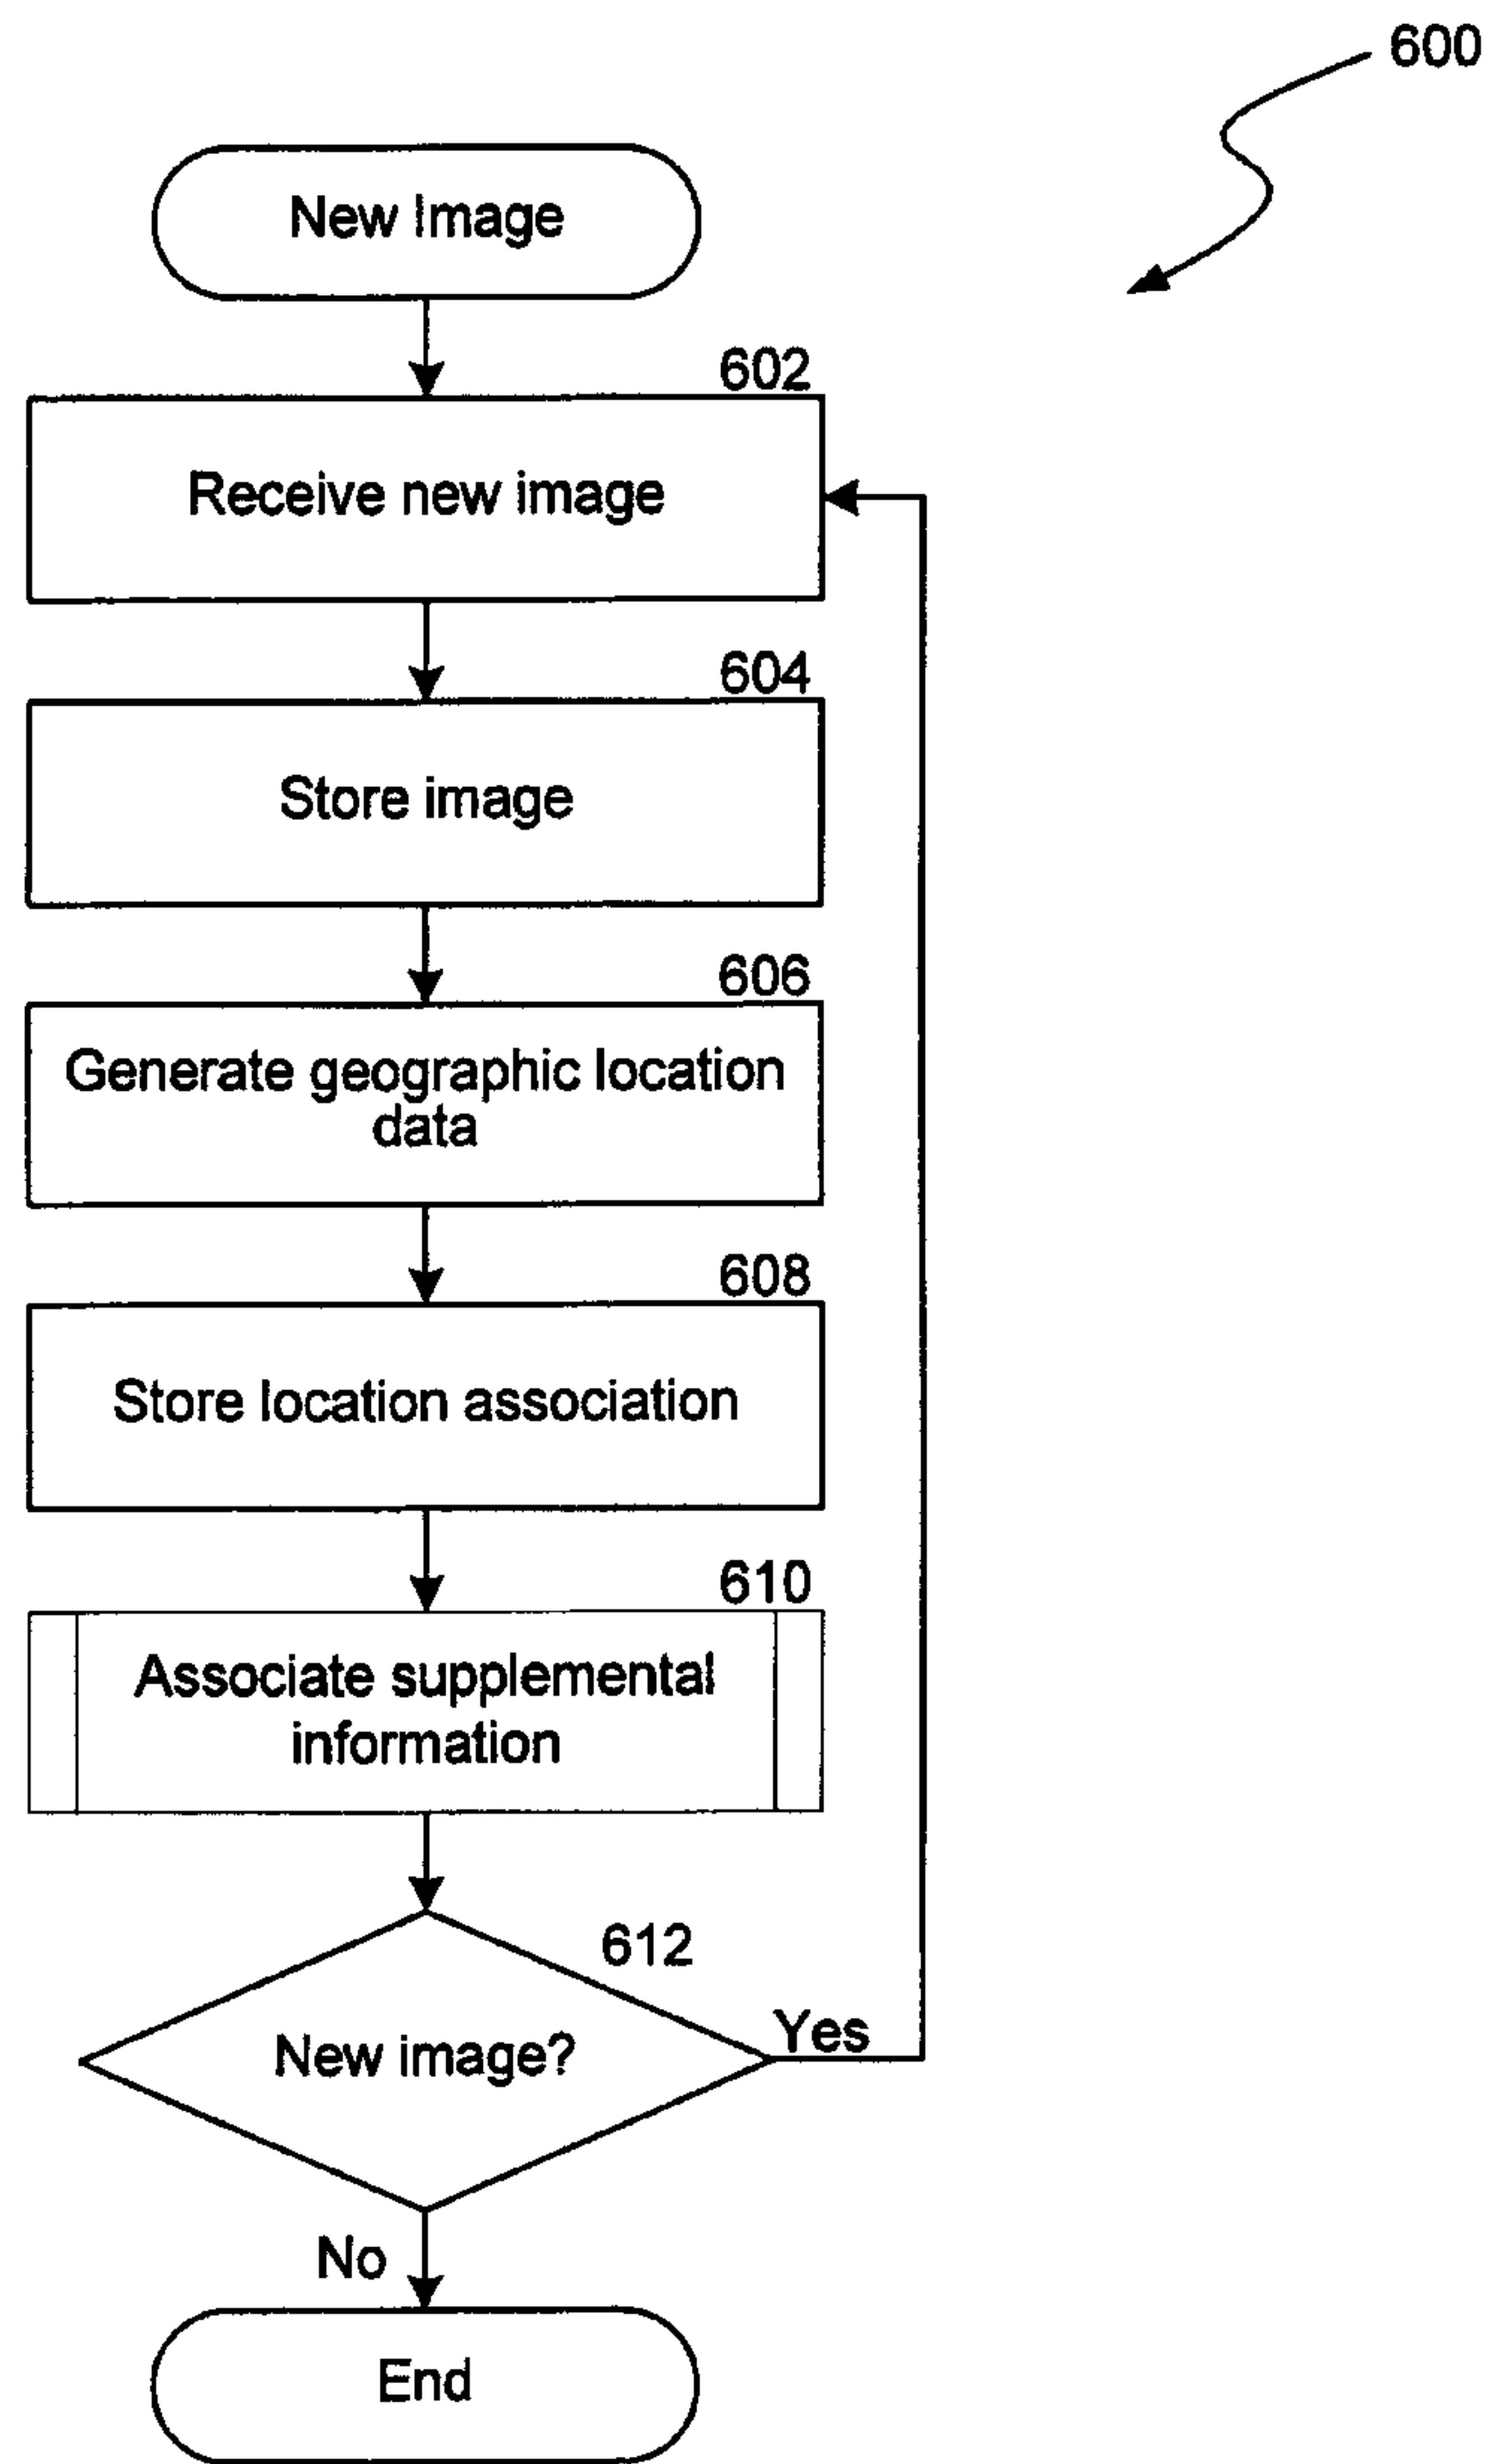 600
New Image
602
Receive new image
604
Store image
606
Generate geographic location
data
608
Store location association
610
Associate supplemental
information
612
New image?
Yes
No
End